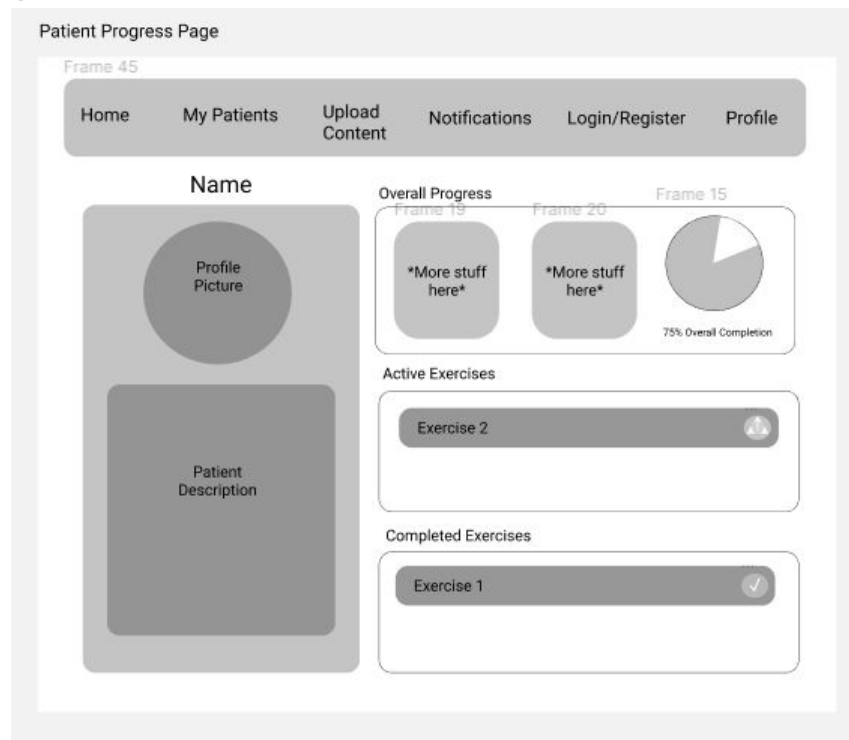 Patient Progress Page
Frame 45
Home
My Patients
Upload
Content
Notifications
Login/Register
Profile
Name
Profile
Picture
Patient
Description
Overall Progress
Frame 19
Frame 20
Frame 15
*More stuff
here*
*More stuff
here*
75% Overall Completion
Active Exercises
Exercise 2
Completed Exercises
Exercise 1